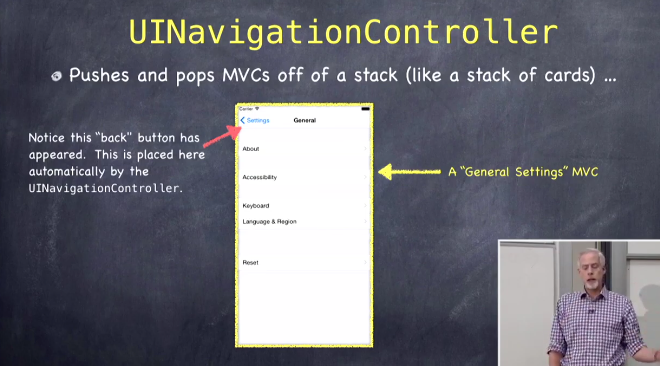 UINavigationController
Pushes and pops MVCs off of a stack (like a stack of cards) ...
Carrier
Settings
General
Notice this "back" button has
appeared. This is placed here
automatically by the
UINavigationController.
About
Accessibility
Keyboard
Language & Region
Reset
A "General Settings" MVC